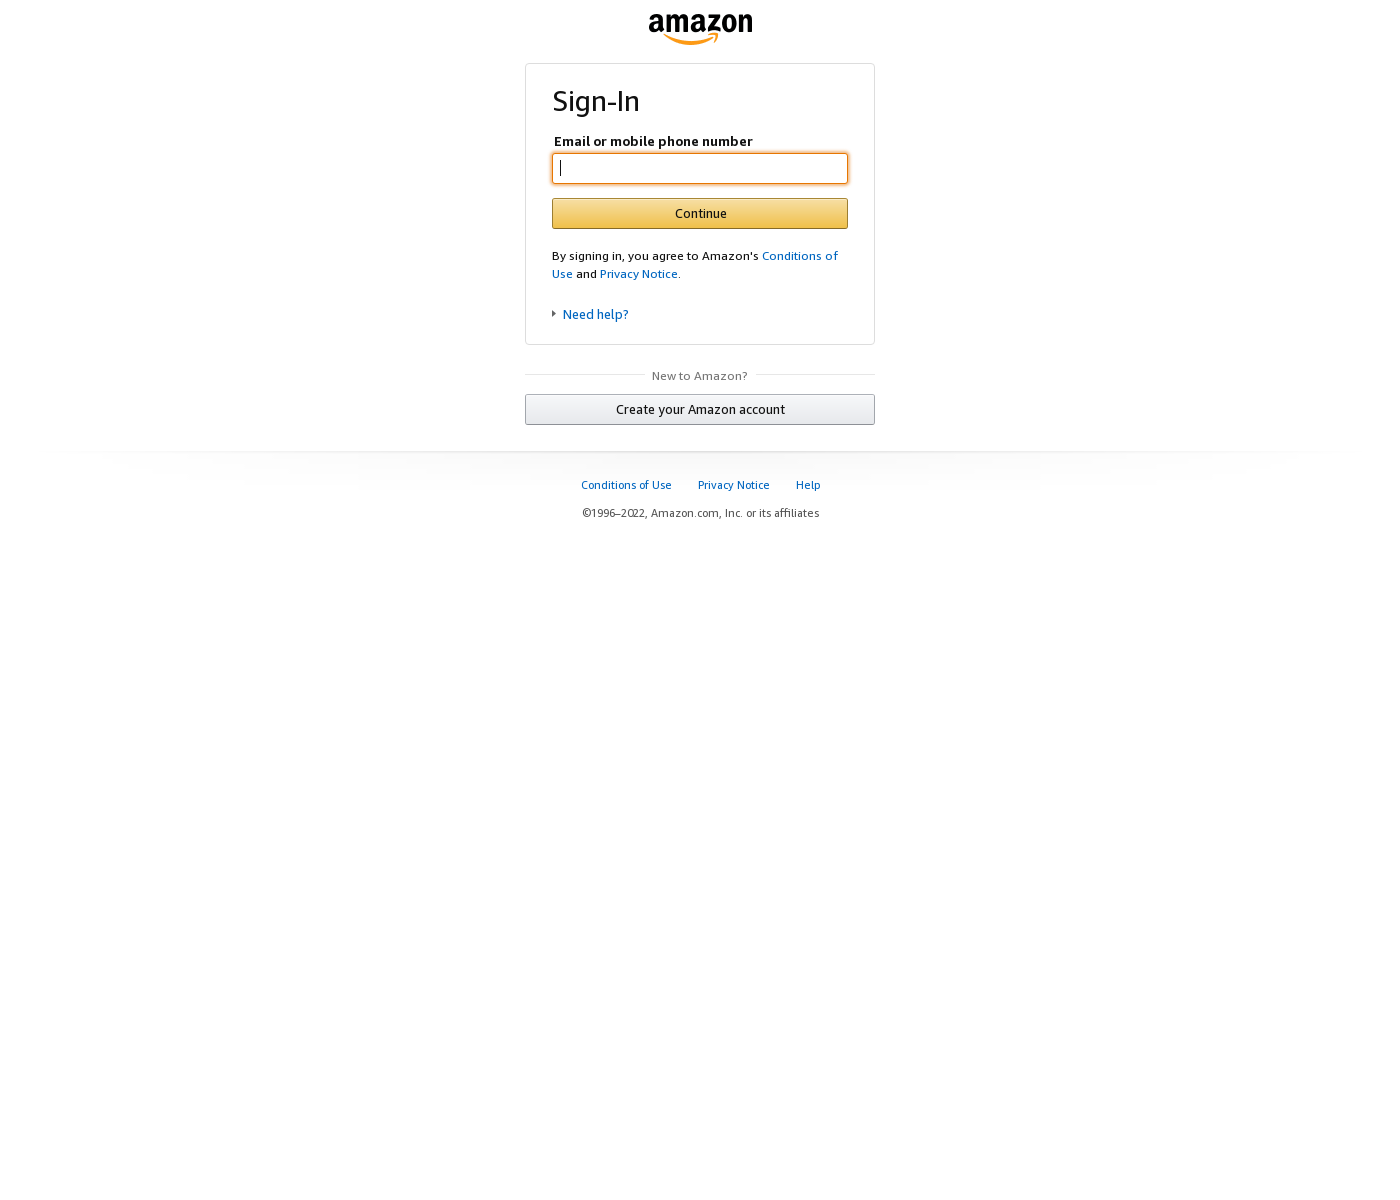 amazon
Sign-In
Email or mobile phone number
Continue
By signing in, you agree to Amazon's Conditions of
Use and Privacy Notice.
Need help?
New to Amazon?
Create your Amazon account
Conditions of Use Privacy Notice Help
©1996–2022, Amazon.com, Inc. or its affiliates